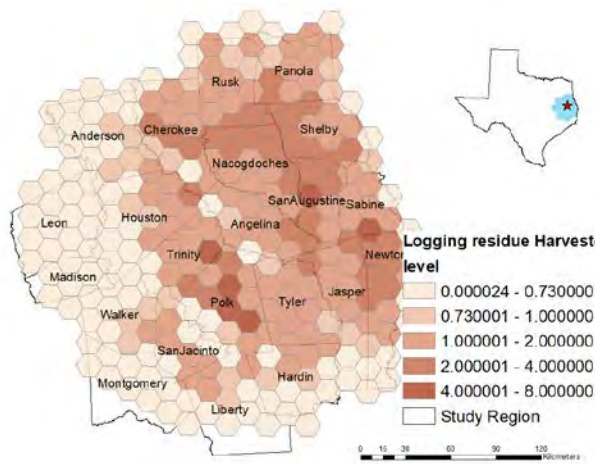 Rusk
Panola
Anderson
Cherokee
Shelby
Nacogdoches
SanAugustine
Sabine
Leon
Houston
Angelina
Trinity
Newton
Madison
Polk
Tyler
Jasper
Walker
SanJacinto
Montgomery
Hardin
Liberty
Logging residue Harveste
level
0.000024 - 0.730000
0.730001 - 1.000000
1.000001 - 2.000000
2.000001 - 4.000000
4.000001 - 8.000000
Study Region
0 15 30 60 90 120
Kilometers